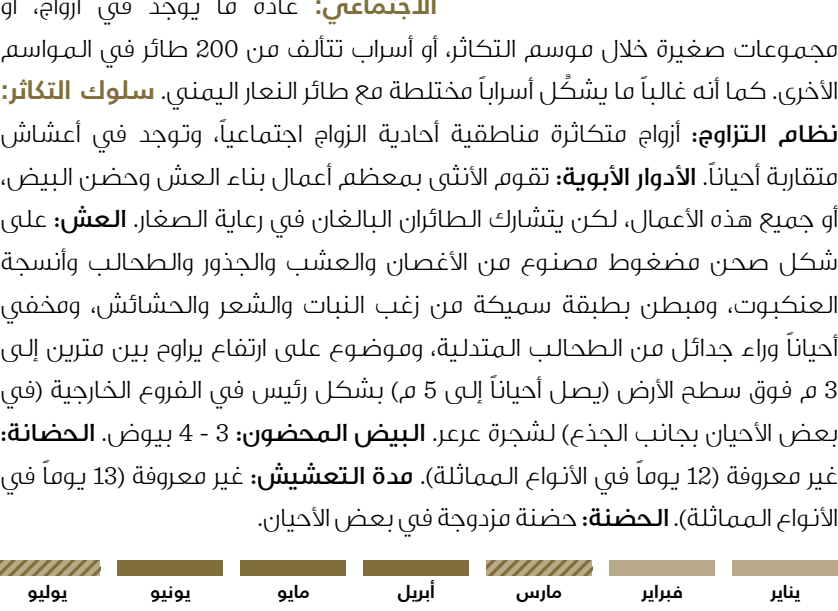 الاجتماعي: عادة ما يوجد في أزواج، أو
مجموعات صغيرة خلال موسم التكاثر، أو أسراب تتألف من 200 طائر في المواسم
الأخرى. كما أنه غالباً ما يشكِّل أسراباً مختلطة مع طائر النعار اليمني. سلوك التكاثر:
نظام التزاوج: أزواج متكاثرة مناطقية أحادية الزواج اجتماعياً، وتوجد في أعشاش
متقاربة أحياناً. الأدوار الأبوية: تقوم الأنثى بمعظم أعمال بناء العش وحضن البيض،
أو جميع هذه الأعمال، لكن يتشارك الطائران البالغان في رعاية الصغار. العش: على
شكل صحن مضغوط مصنوع من الأغصان والعشب والجذور والطحالب وأنسجة
العنكبوت، ومبطن بطبقة سميكة من زغب النبات والشعر والحشائش، ومخفي
أحياناً وراء جدائل من الطحالب المتدلية، وموضوع على ارتفاع يراوح بين مترين إلى
3 م فوق سطح الأرض (يصل أحياناً إلى 5 م) بشكل رئيس في الفروع الخارجية (في
بعض الأحيان بجانب الجذع) لشجرة عرعر. البيض المحضون: 3 - 4 بيوض. الحضانة:
غير معروفة (12 يوماً في الأنواع المماثلة). مدة التعشيش: غير معروفة (13 يوماً في
الأنواع المماثلة). الحضنة: حضنة مزدوجة في بعض الأحيان.
يناير فبراير مارس أبريل مايو يونيو يوليو